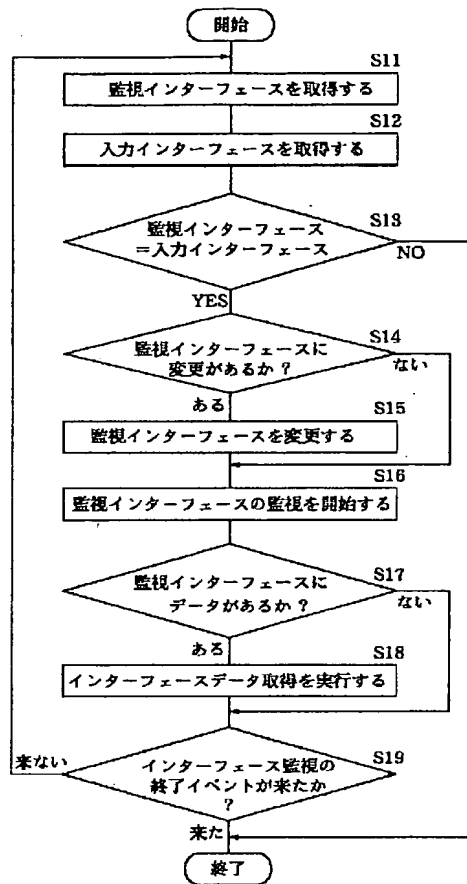 開始
S11
監視インターフェースを取得する
S12
入力インターフェースを取得する
S13
監視インターフェース
＝入力インターフェース
NO
YES
S14
監視インターフェースに
変更があるか？
ない
ある
S15
監視インターフェースを変更する
S16
監視インターフェースの監視を開始する
S17
監視インターフェースに
データがあるか？
ない
ある
S18
インターフェースデータ取得を実行する
S19
来ない
インターフェース監視の
終了イベントが来たか
？
来た
終了